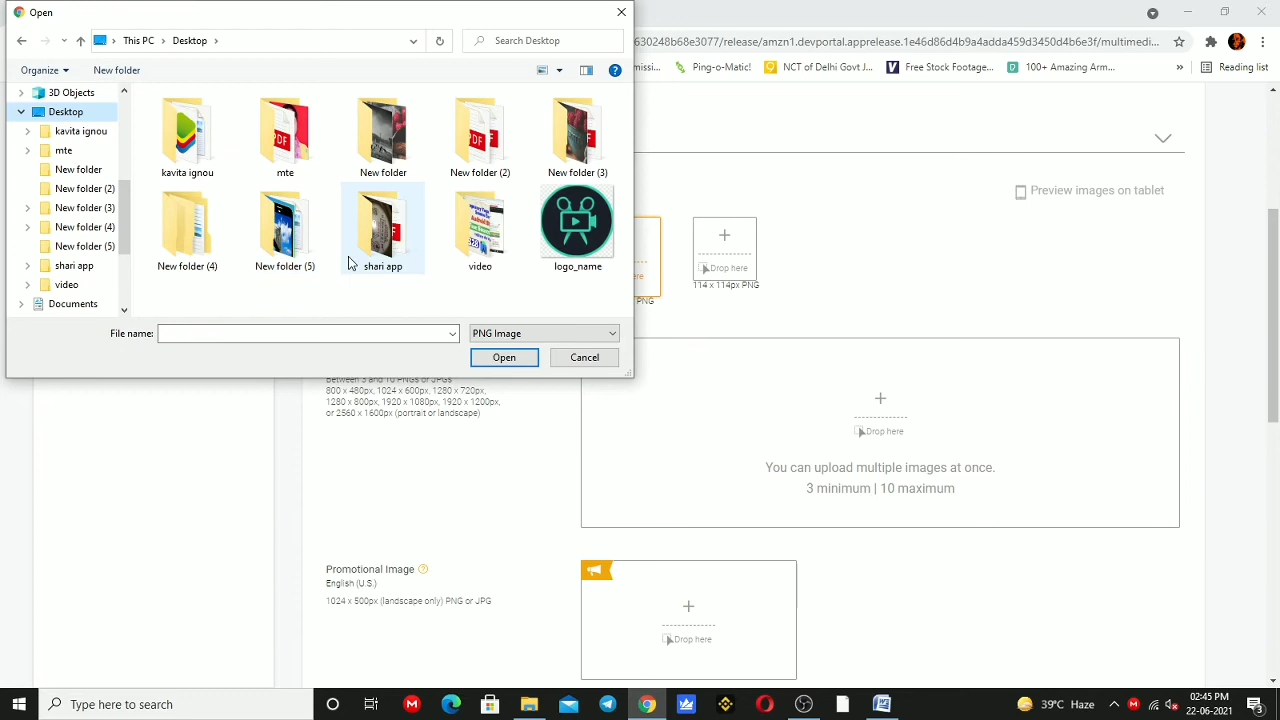 Open
This PC
Desktop
Search Desktop
630248b68e3077/release/amzn1.devportal.apprelease.1e46d86d4b9a4adda459d3450d4b6e3f/multimedi...
Organize
New folder
missi...
Ping-o-Matic!
NCT of Delhi Govt J...
Free Stock Footage...
100+ Amazing Arm...
»
Reading list
3D Objects
Desktop
kavita ignou
mte
New folder
New folder (2)
New folder (3)
New folder (4)
New folder (5)
shari app
video
Documents
kavita ignou
mte
New folder
New folder (2)
New folder (3)
New folder (4)
New folder (5)
shari app
video
logo_name
File name:
PNG Image
Open
Cancel
Preview images on tablet
ere
PNG
Drop here
114 x 114px PNG
Between 3 and 10 PNGs or JPGs
800 x 480px, 1024 x 600px, 1280 x 720px,
1280 x 800px, 1920 x 1080px, 1920 x 1200px,
or 2560 x 1600px (portrait or landscape)
Drop here
You can upload multiple images at once.
3 minimum | 10 maximum
Promotional Image
English (U.S.)
1024 x 500px (landscape only) PNG or JPG
Drop here
Type here to search
39°C Haze
02:45 PM
22-06-2021